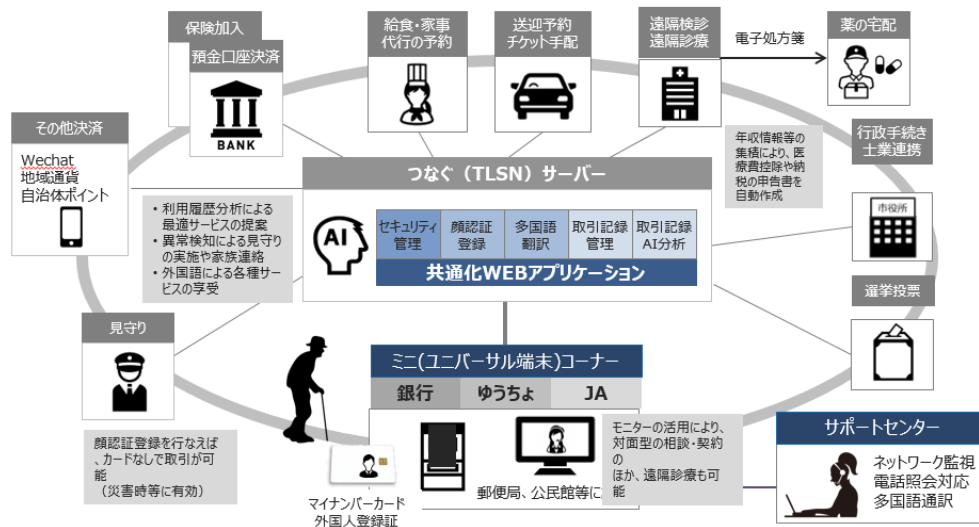 保険加入
預金口座決済
BANK
給食・家事
代行の予約
送迎予約
チケット手配
遠隔検診
遠隔診療
電子処方箋
薬の宅配
その他決済
Wechat
地域通貨
自治体ポイント
行政手続き
士業連携
年収情報等の
集積により、医
療費控除や納
税の申告書を
自動作成
つなぐ（TLSN）サーバー
AI
セキュリティ
管理
顔認証
登録
多国語
翻訳
取引記録
管理
取引記録
AI分析
共通化WEBアプリケーション
• 利用履歴分析による
最適サービスの提案
• 異常検知による見守り
の実施や家族連絡
• 外国語による各種サー
ビスの享受
市役所
選挙投票
見守り
ミニ(ユニバーサル端末)コーナー
銀行
ゆうちょ
JA
顔認証登録を行なえば
、カードなしで取引が可
能
（災害時等に有効）
マイナンバーカード
外国人登録証
郵便局、公民館等に
モニターの活用により、
対面型の相談・契約
の
ほか、遠隔診療も可
能
サポートセンター
ネットワーク監視
電話照会対応
多国語通訳